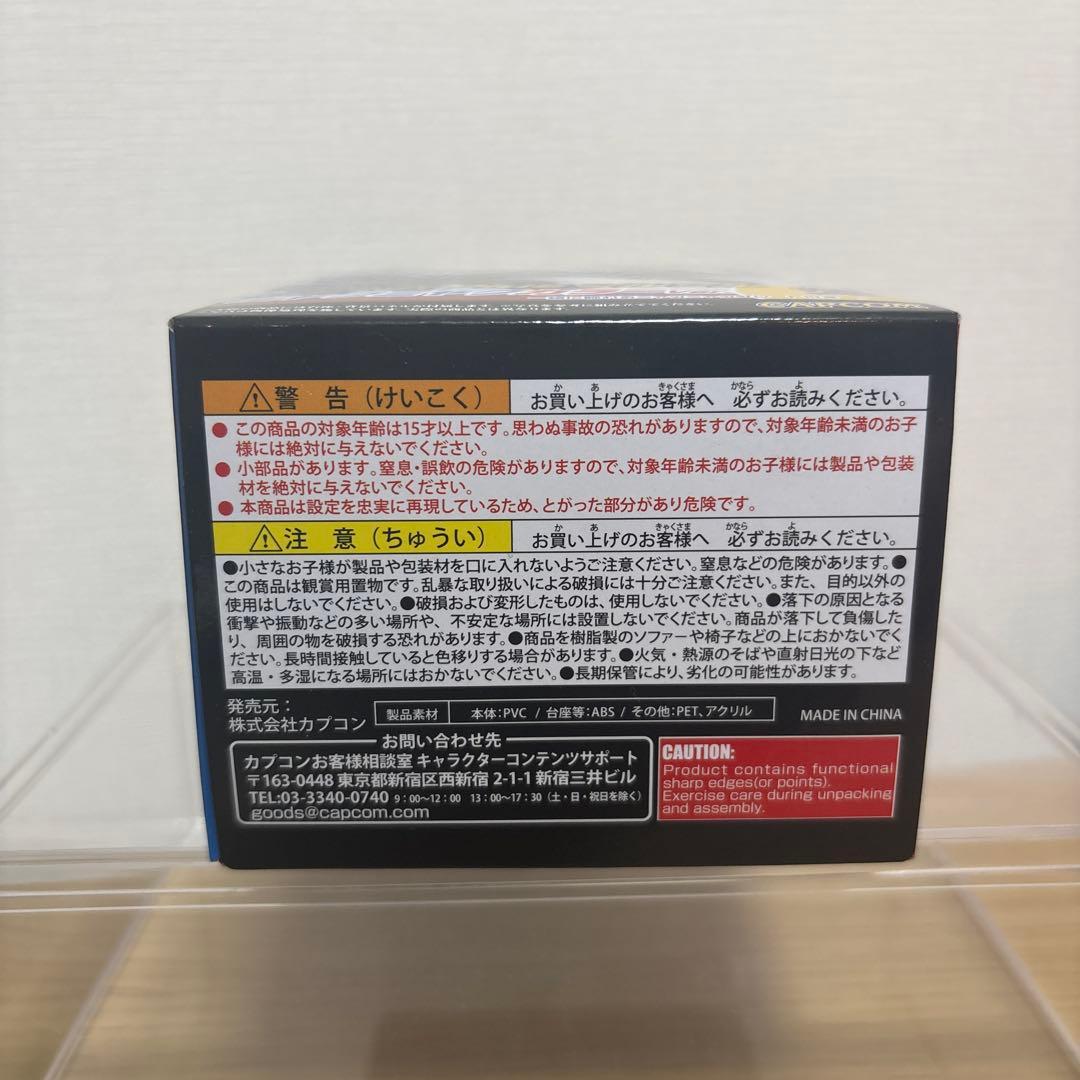 CAPCOM
⚠警 告（けいこく）
お買い上げのお客様へ 必ずお読みください。
か あ きゃくさま かなら よ
●この商品の対象年齢は15才以上です。思わぬ事故の恐れがありますので、対象年齢未満のお子
様には絶対に与えないでください。
●小部品があります。窒息・誤飲の危険がありますので、対象年齢未満のお子様には製品や包装
材を絶対に与えないでください。
●本商品は設定を忠実に再現しているため、とがった部分があり危険です。
⚠注 意（ちゅうい）
お買い上げのお客様へ 必ずお読みください。
か あ きゃくさま かなら よ
●小さなお子様が製品や包装材を口に入れないようご注意ください。窒息などの危険があります。●
この商品は観賞用置物です。乱暴な取り扱いによる破損には十分ご注意ください。また、目的以外の
使用はしないでください。●破損および変形したものは、使用しないでください。●落下の原因となる
衝撃や振動などの多い場所や、不安定な場所には設置しないでください。商品が落下して負傷した
り、周囲の物を破損する恐れがあります。●商品を樹脂製のソファーや椅子などの上におかないでく
ださい。長時間接触していると色移りする場合があります。●火気・熱源のそばや直射日光の下など
高温・多湿になる場所にはおかないでください。●長期保管により、劣化の可能性があります。
発売元：
株式会社カプコン
製品素材 本体：PVC / 台座等：ABS / その他：PET、アクリル
MADE IN CHINA
お問い合わせ先
カプコンお客様相談室 キャラクターコンテンツサポート
〒163-0448 東京都新宿区西新宿 2-1-1 新宿三井ビル
TEL:03-3340-0740 9：00～12：00 13：00～17：30（土・日・祝日を除く）
goods@capcom.com
CAUTION:
Product contains functional
sharp edges(or points).
Exercise care during unpacking
and assembly.